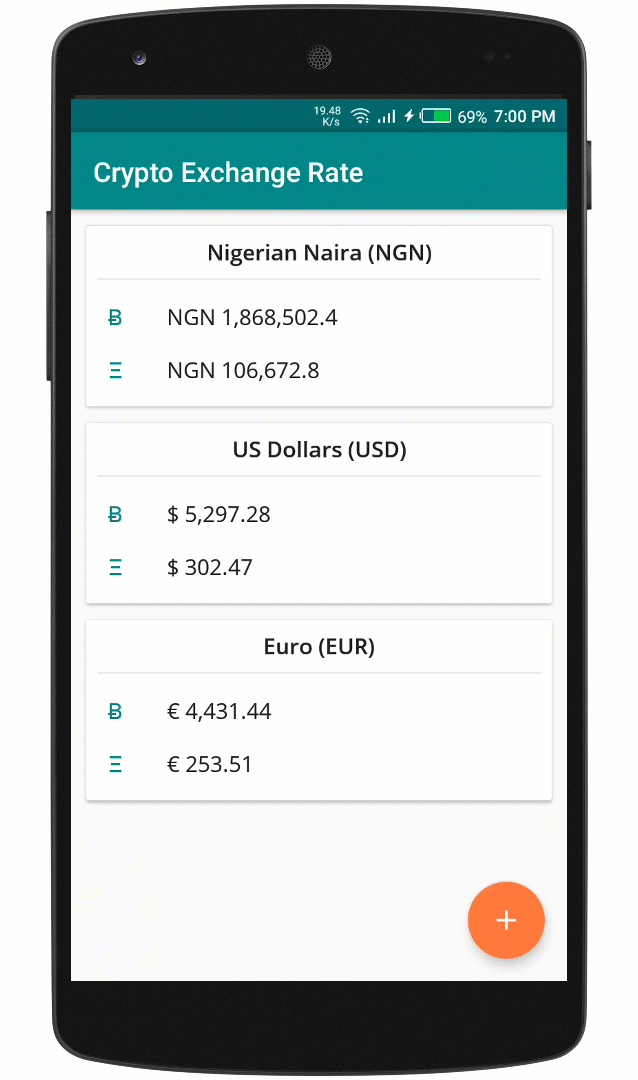 19.48
K/s
69% 7:00 PM
Crypto Exchange Rate
Nigerian Naira (NGN)
Ƀ NGN 1,868,502.4
Ξ NGN 106,672.8
US Dollars (USD)
Ƀ $ 5,297.28
Ξ $ 302.47
Euro (EUR)
Ƀ € 4,431.44
Ξ € 253.51
+